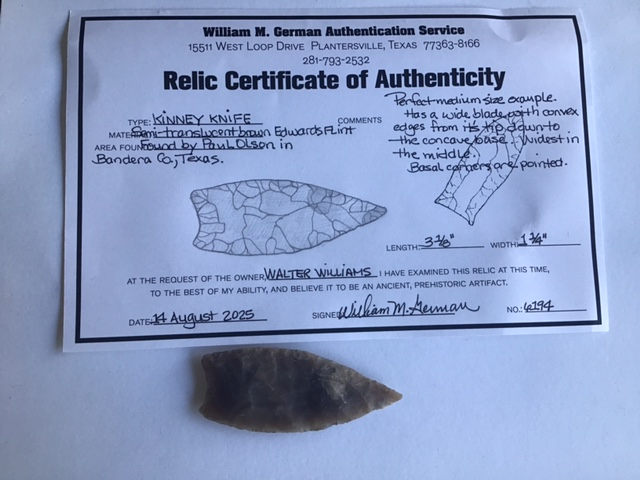 William M. German Authentication Service
15511 West Loop Drive Plantersville, Texas 77363-8166
281-793-2532
Relic Certificate of Authenticity
TYPE: KINNEY KNIFE COMMENTS
MATERIAL: Semi-translucent brown Edwards Flint
AREA FOUND: Found by Paul Olson in
Bandera Co, Texas.
Perfect medium size example.
Has a wide blade with convex
edges from its tip down to
the concave base. Widest in
the middle.
Basal corners are pointed.
LENGTH: 3 1/8" WIDTH: 1 1/4"
AT THE REQUEST OF THE OWNER, WALTER WILLIAMS I HAVE EXAMINED THIS RELIC AT THIS TIME,
TO THE BEST OF MY ABILITY, AND BELIEVE IT TO BE AN ANCIENT, PREHISTORIC ARTIFACT.
DATE: 14 August 2025 SIGNED William M. German NO.: 6194